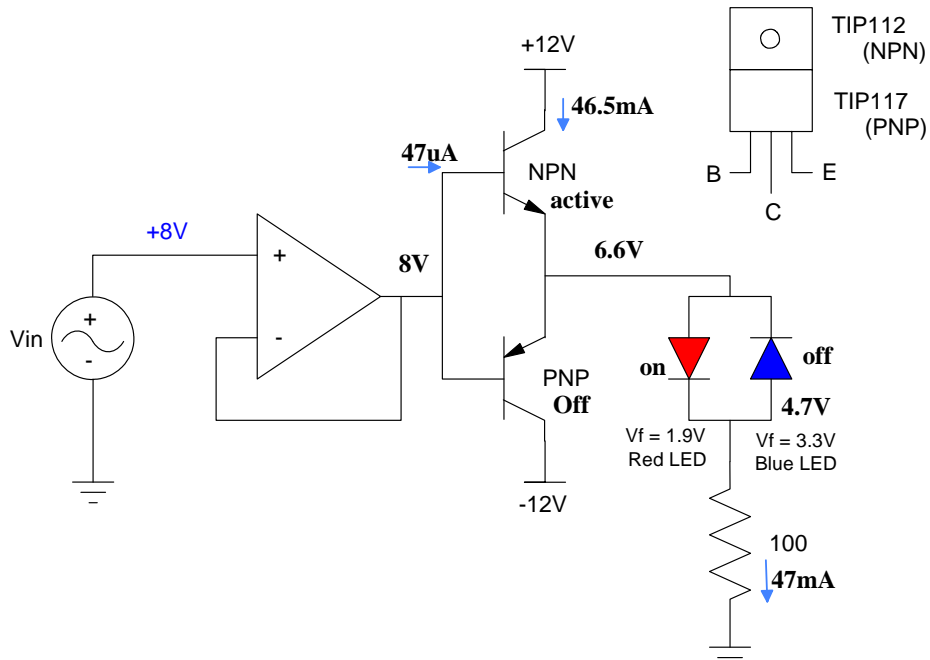 TIP112
(NPN)
+12V
46.5mA
TIP117
(PNP)
47uA
NPN
B
E
active
C
+8V
8V
6.6V
+
Vin
+
-
-
on
off
PNP
Off
4.7V
Vf = 1.9V
Red LED
Vf = 3.3V
Blue LED
-12V
100
47mA